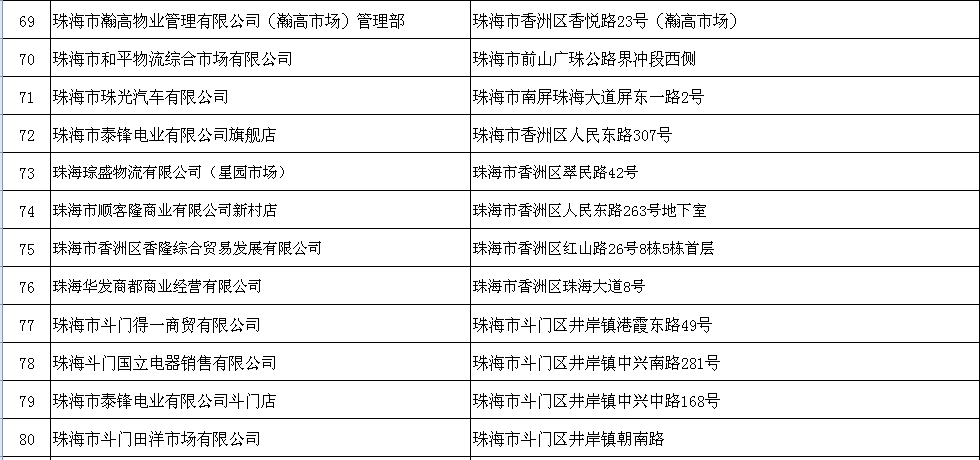 69 珠海市瀚高物业管理有限公司（瀚高市场）管理部 珠海市香洲区香悦路23号（瀚高市场）
70 珠海市和平物流综合市场有限公司 珠海市前山广珠公路界冲段西侧
71 珠海市珠光汽车有限公司 珠海市南屏珠海大道屏东一路2号
72 珠海市泰锋电业有限公司旗舰店 珠海市香洲区人民东路307号
73 珠海琮盛物流有限公司（星园市场） 珠海市香洲区翠民路42号
74 珠海市顺客隆商业有限公司新村店 珠海市香洲区人民东路263号地下室
75 珠海市香洲区香隆综合贸易发展有限公司 珠海市香洲区红山路26号8栋5栋首层
76 珠海华发商都商业经营有限公司 珠海市香洲区珠海大道8号
77 珠海市斗门得一商贸有限公司 珠海市斗门区井岸镇港霞东路49号
78 珠海斗门国立电器销售有限公司 珠海市斗门区井岸镇中兴南路281号
79 珠海市泰锋电业有限公司斗门店 珠海市斗门区井岸镇中兴中路168号
80 珠海市斗门田洋市场有限公司 珠海市斗门区井岸镇朝南路